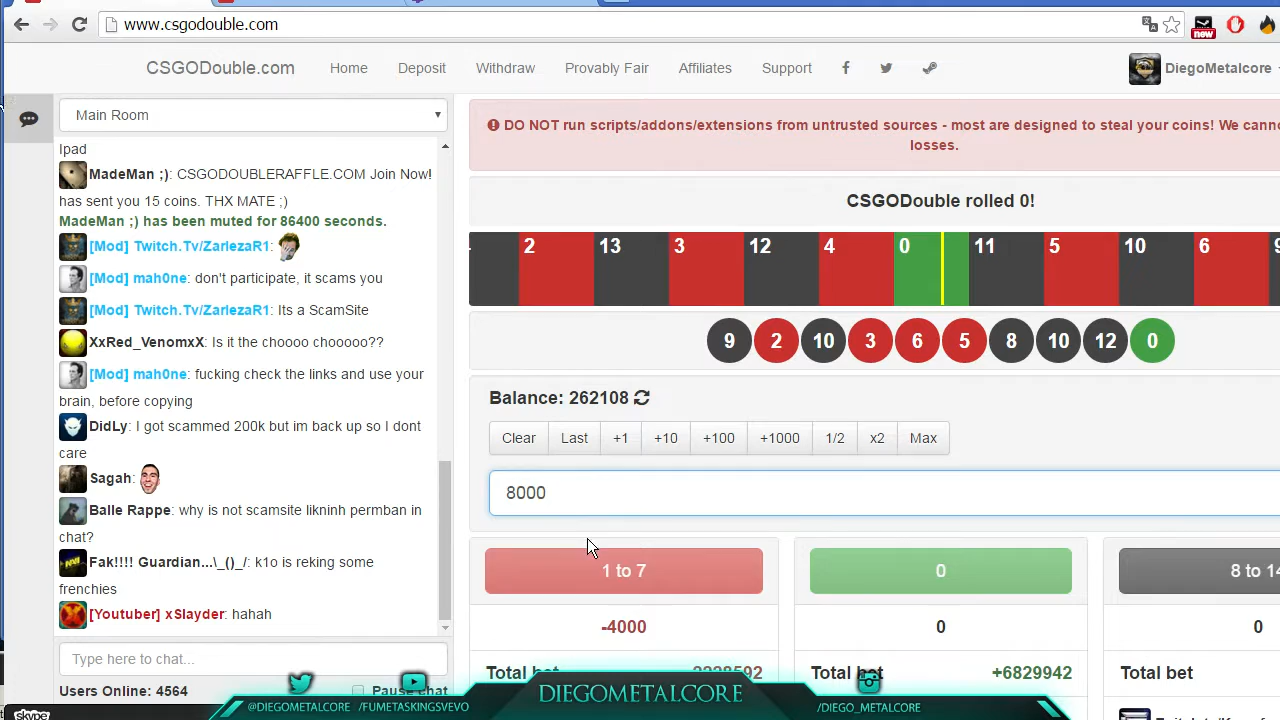 www.csgodouble.com
new
CSGODouble.com Home Deposit Withdraw Provably Fair Affiliates Support DiegoMetalcore
Main Room
Ipad
MadeMan ;): CSGODOUBLERAFFLE.COM Join Now!
has sent you 15 coins. THX MATE ;)
MadeMan ;) has been muted for 86400 seconds.
[Mod] Twitch.Tv/ZarlezaR1:
[Mod] mah0ne: don't participate, it scams you
[Mod] Twitch.Tv/ZarlezaR1: Its a ScamSite
XxRed_VenomxX: Is it the choooo chooooo??
[Mod] mah0ne: fucking check the links and use your
brain, before copying
DidLy: I got scammed 200k but im back up so I dont
care
Sagah:
Balle Rappe: why is not scamsite likninh permban in
chat?
Fak!!!! Guardian...\_()_/: k1o is reking some
frenchies
[Youtuber] xSlayder: hahah
Type here to chat...
Users Online: 4564 Pause Chat
DO NOT run scripts/addons/extensions from untrusted sources - most are designed to steal your coins! We cannot
losses.
CSGODouble rolled 0!
2 13 3 12 4 0 11 5 10 6 9
9 2 10 3 6 5 8 10 12 0
Balance: 262108
Clear Last +1 +10 +100 +1000 1/2 x2 Max
8000
1 to 7 0 8 to 14
-4000 0 0
Total bet Total bet +6829942 Total bet
@DIEGOMETALCORE /FUMETASKINGSVEVO DIEGOMETALCORE /DIEGO_METALCORE
skype